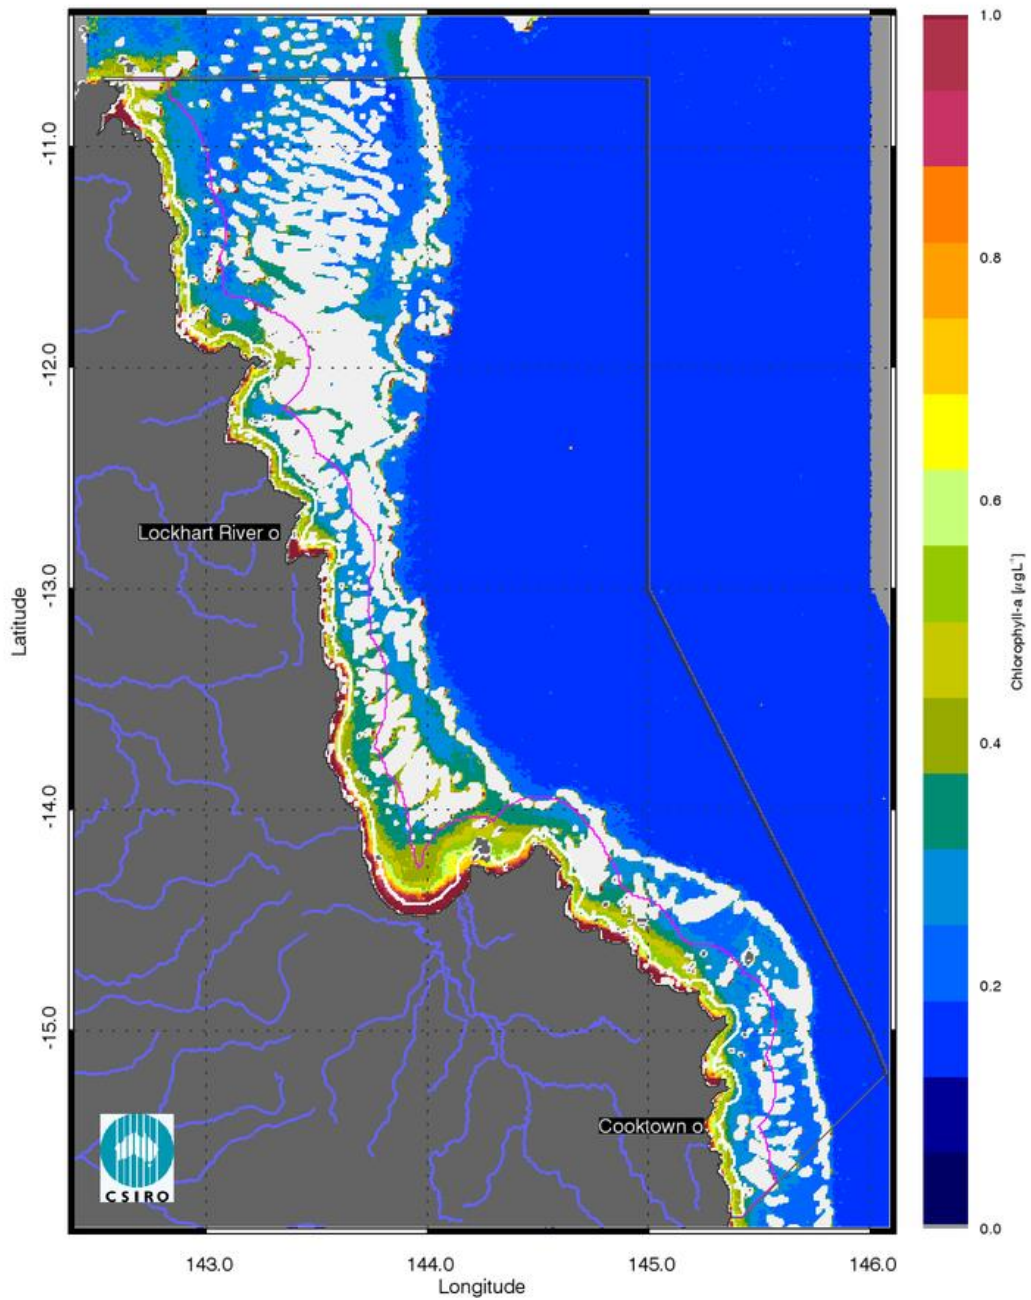 1.0
-11.0
0.8
-12.0
0.6
Lockhart River o
Latitude
-13.0
Chlorophyll-a [µgL⁻¹]
0.4
-14.0
0.2
-15.0
Cooktown o
CSIRO
0.0
143.0 144.0 145.0 146.0
Longitude